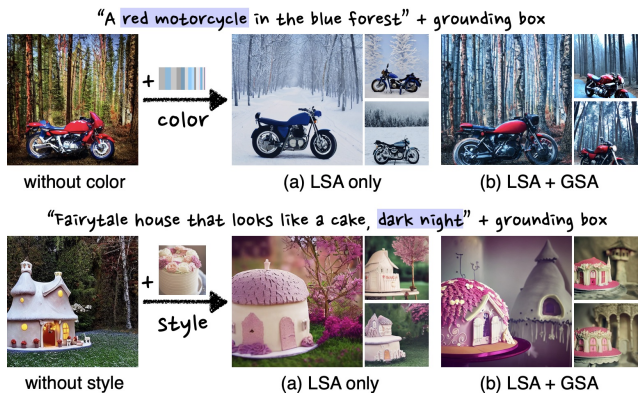 “A red motorcycle in the blue forest” + grounding box
+
color
without color
(a) LSA only
(b) LSA + GSA
“Fairytale house that looks like a cake, dark night” + grounding box
+
style
without style
(a) LSA only
(b) LSA + GSA